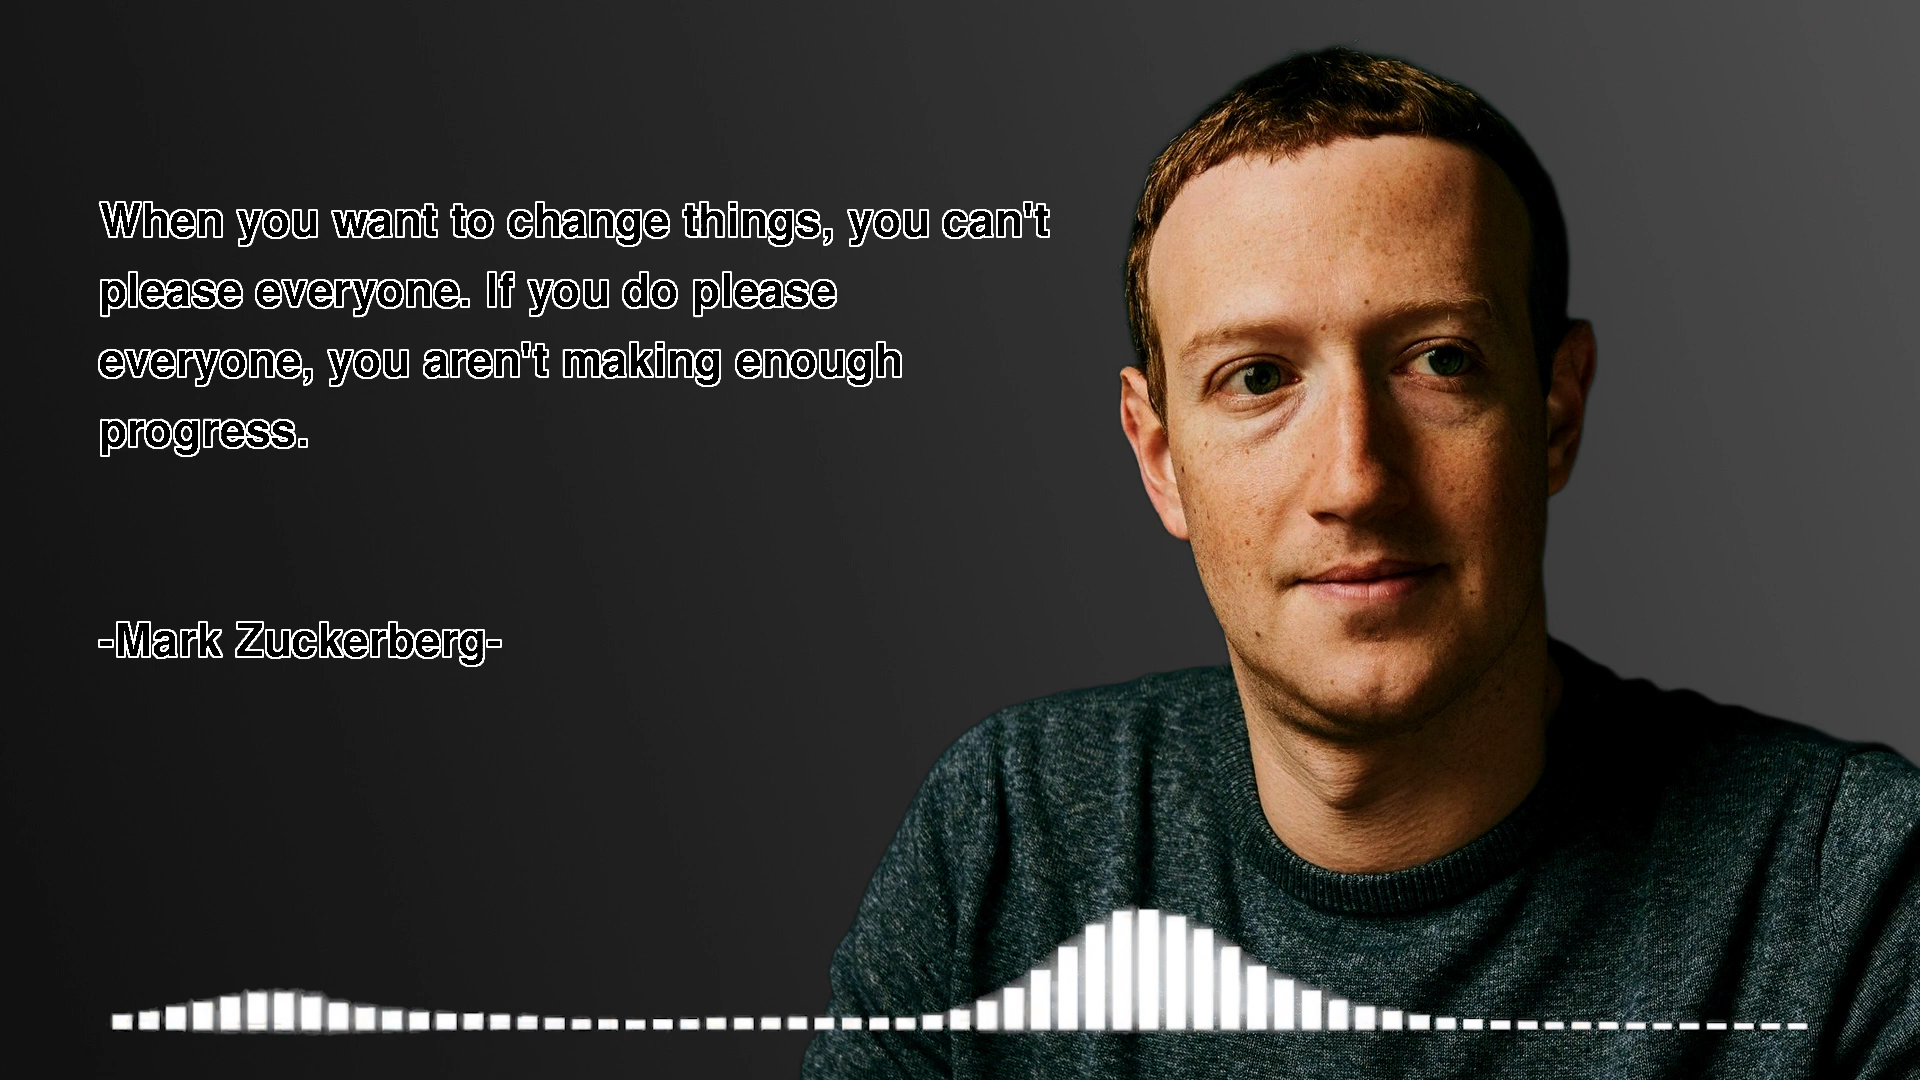 When you want to change things, you can't
please everyone. If you do please
everyone, you aren't making enough
progress.
-Mark Zuckerberg-